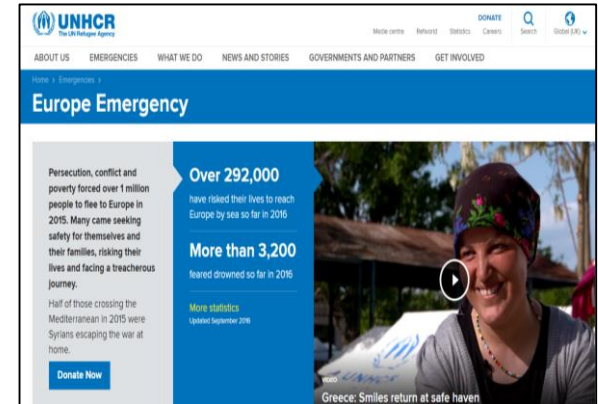 UNHCR
The UN Refugee Agency
DONATE
Media centre Refworld Statistics Careers Search Global (UK)
ABOUT US EMERGENCIES WHAT WE DO NEWS AND STORIES GOVERNMENTS AND PARTNERS GET INVOLVED
Home > Emergencies >
Europe Emergency
Persecution, conflict and
poverty forced over 1 million
people to flee to Europe in
2015. Many came seeking
safety for themselves and
their families, risking their
lives and facing a treacherous
journey.
Half of those crossing the
Mediterranean in 2015 were
Syrians escaping the war at
home.
Donate Now
Over 292,000
have risked their lives to reach
Europe by sea so far in 2016
More than 3,200
feared drowned so far in 2016
More statistics
Updated September 2016
UNHCR
VIDEO
Greece: Smiles return at safe haven